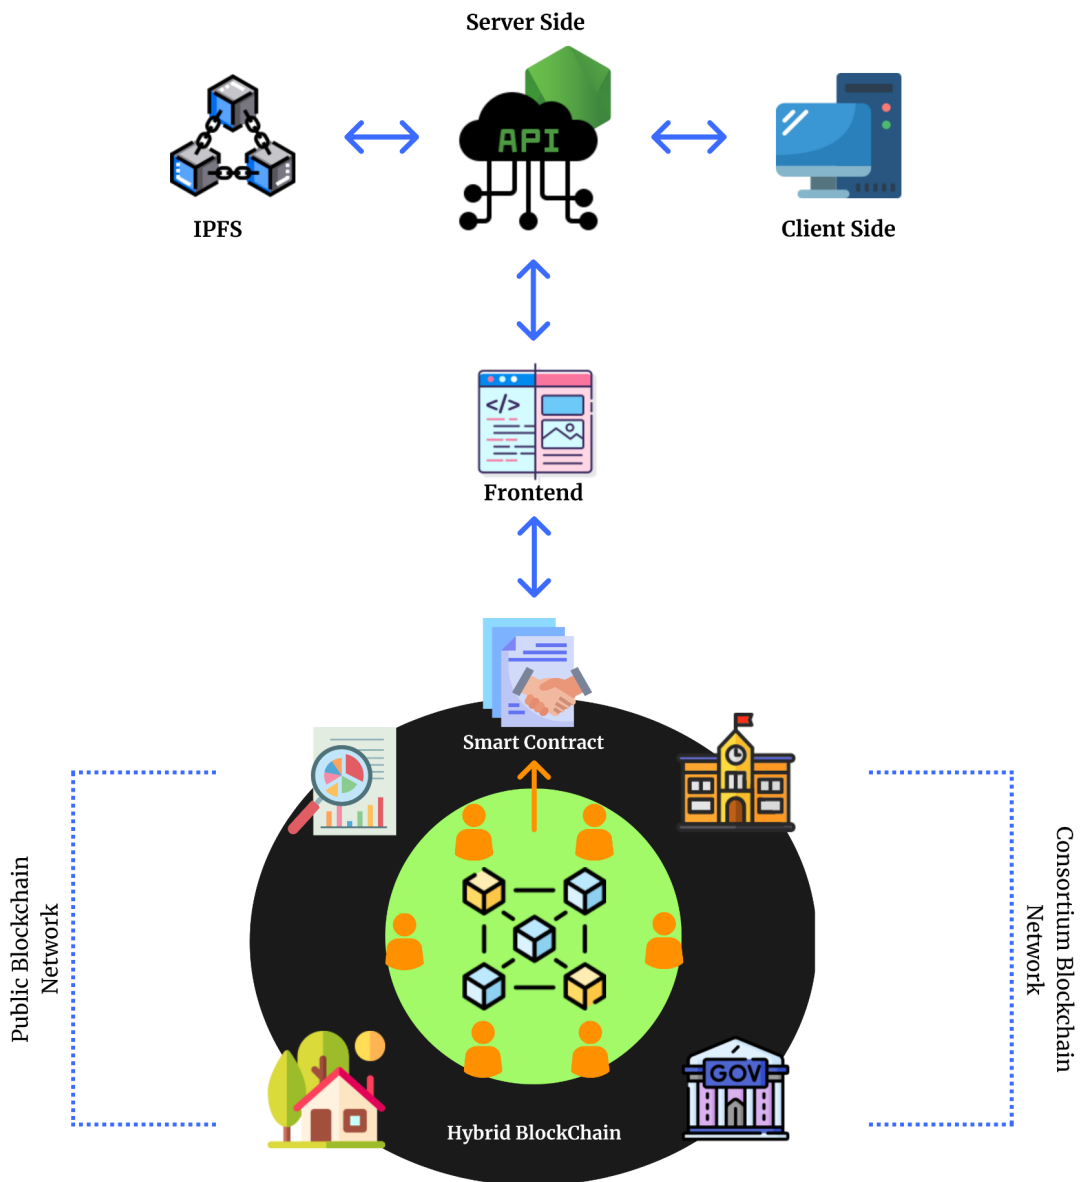 Server Side
API
IPFS
Client Side
</>
Frontend
Smart Contract
Public Blockchain
Network
Consortium Blockchain
Network
GOV
Hybrid BlockChain